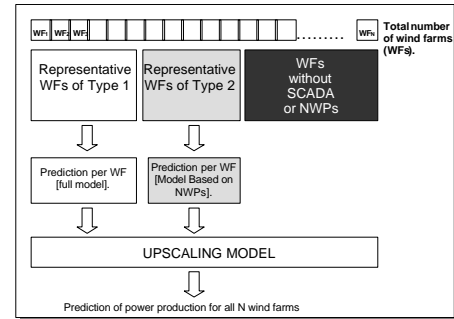 WF1 WF2 WF3 ......... WFN Total number
of wind farms
(WFs).
Representative
WFs of Type 1
Representative
WFs of Type 2
WFs
without
SCADA
or NWPs
Prediction per WF
[full model].
Prediction per WF
[Model Based on
NWPs].
UPSCALING MODEL
Prediction of power production for all N wind farms